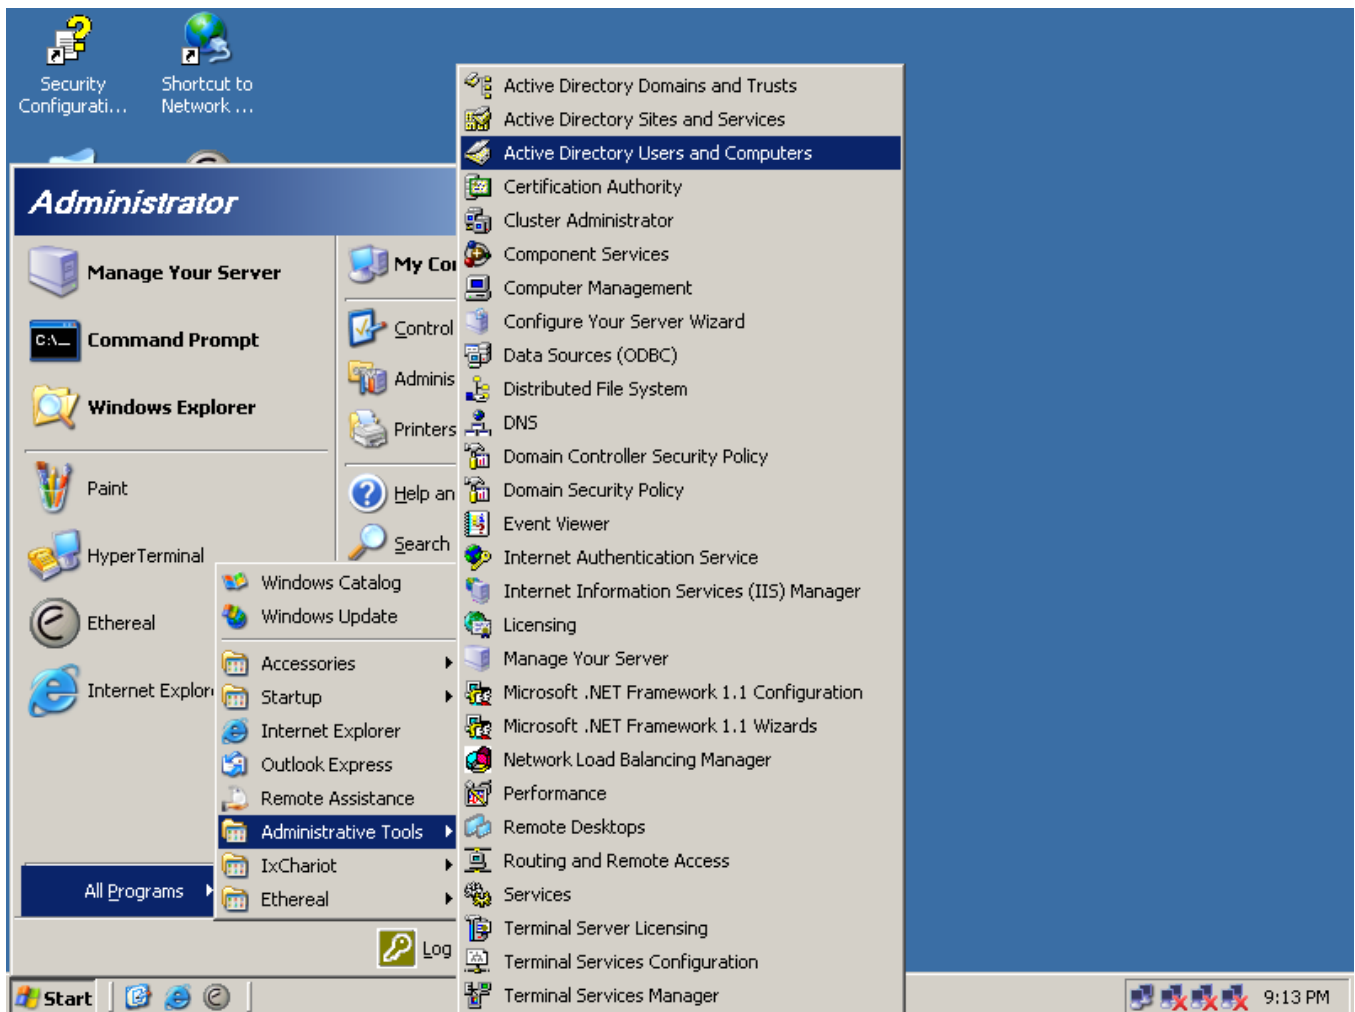 Security
Configurati...
Shortcut to
Network ...
Administrator
Manage Your Server
Command Prompt
Windows Explorer
Paint
HyperTerminal
Ethereal
Internet Explor
All Programs
My Co
Control
Adminis
Printers
Help an
Search
Log
Windows Catalog
Windows Update
Accessories
Startup
Internet Explorer
Outlook Express
Remote Assistance
Administrative Tools
IxChariot
Ethereal
Active Directory Domains and Trusts
Active Directory Sites and Services
Active Directory Users and Computers
Certification Authority
Cluster Administrator
Component Services
Computer Management
Configure Your Server Wizard
Data Sources (ODBC)
Distributed File System
DNS
Domain Controller Security Policy
Domain Security Policy
Event Viewer
Internet Authentication Service
Internet Information Services (IIS) Manager
Licensing
Manage Your Server
Microsoft .NET Framework 1.1 Configuration
Microsoft .NET Framework 1.1 Wizards
Network Load Balancing Manager
Performance
Remote Desktops
Routing and Remote Access
Services
Terminal Server Licensing
Terminal Services Configuration
Terminal Services Manager
Start
9:13 PM